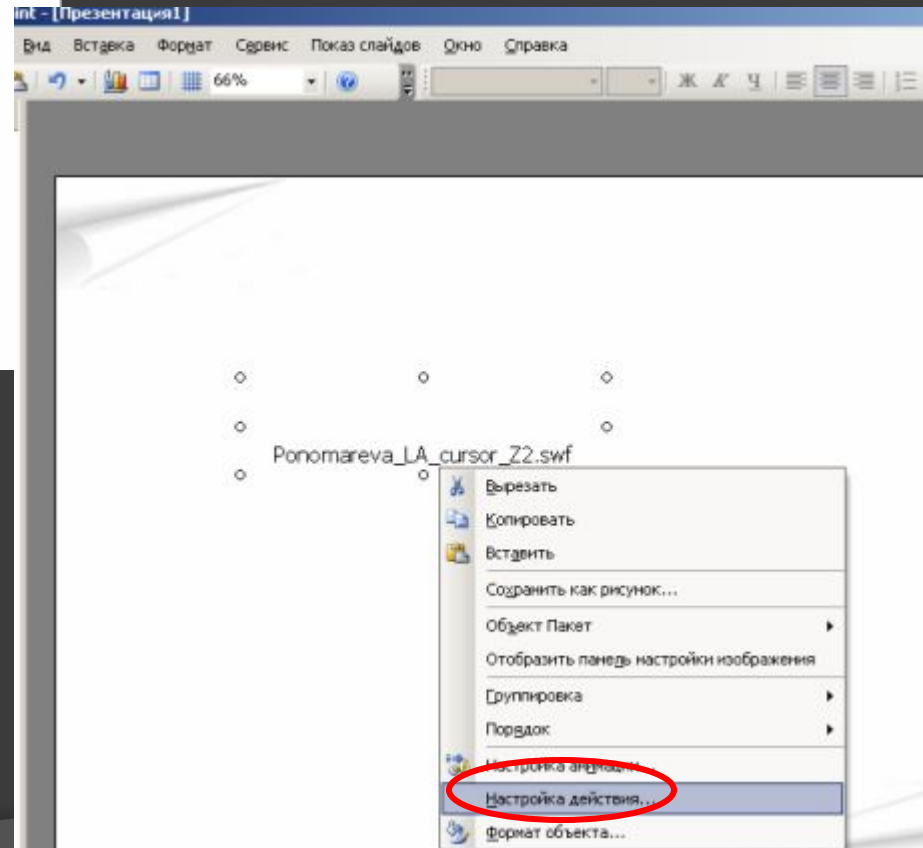 int - [Презентация1]
Вид Вставка Формат Сервис Показ слайдов Окно Справка
66% Ж К Ч
Ponomareva_LA_cursor_Z2.swf
Вырезать
Копировать
Вставить
Сохранить как рисунок...
Объект Пакет
Отобразить панель настройки изображения
Группировка
Порядок
Настройка анимации...
Настройка действия...
Формат объекта...